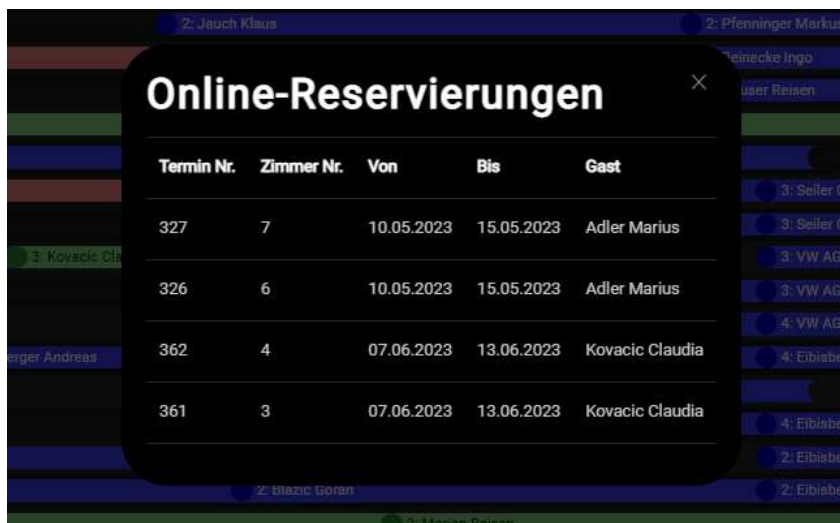 2: Jauch Klaus
2: Pfenninger Markus
Reinecke Ingo
user Reisen
Online-Reservierungen
Termin Nr. Zimmer Nr. Von Bis Gast
3: Seiler
327 7 10.05.2023 15.05.2023 Adler Marius
3: Seiler
3: Kovacic Cla
3: VW AG
326 6 10.05.2023 15.05.2023 Adler Marius
3: VW AG
4: VW AG
erger Andreas
362 4 07.06.2023 13.06.2023 Kovacic Claudia
4: Eibisbe
361 3 07.06.2023 13.06.2023 Kovacic Claudia
4: Eibisbe
2: Eibisbe
2: Blazic Goran
2: Eibisbe